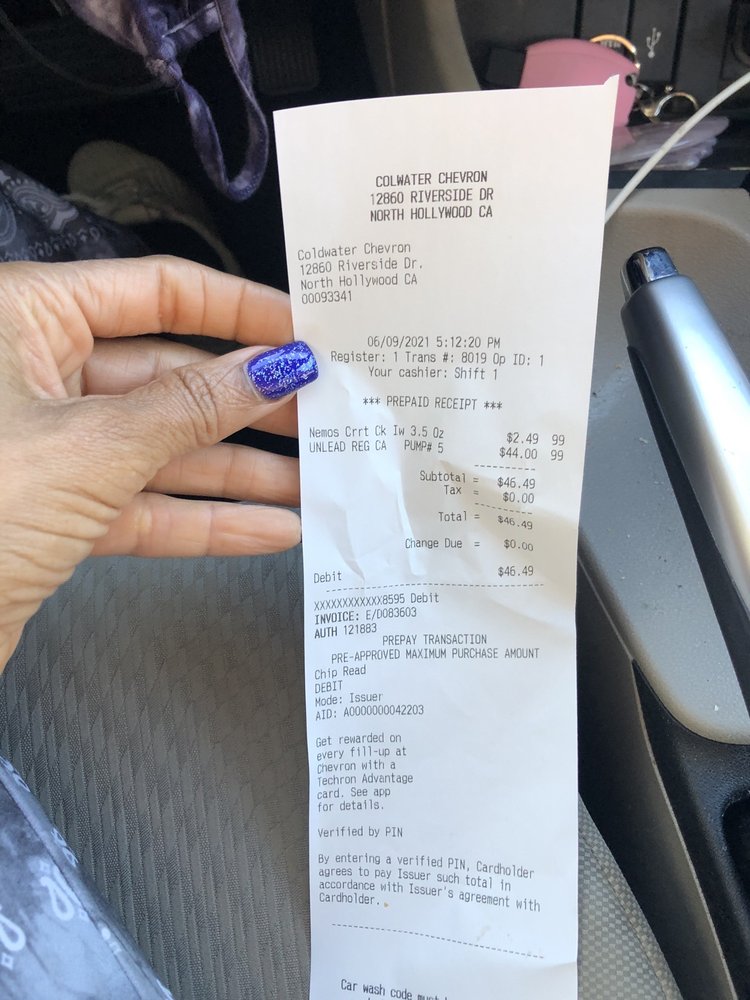 COLWATER CHEVRON
12860 RIVERSIDE DR
NORTH HOLLYWOOD CA
Coldwater Chevron
12860 Riverside Dr.
North Hollywood CA
00093341
06/09/2021 5:12:20 PM
Register: 1 Trans #: 8019 Op ID: 1
Your cashier: Shift 1
*** PREPAID RECEIPT ***
Nemos Crrt Ck Iw 3.5 Oz $2.49 99
UNLEAD REG CA PUMP# 5 $44.00 99
Subtotal = $46.49
Tax = $0.00
Total = $46.49
Change Due = $0.00
Debit $46.49
XXXXXXXXXXXX8595 Debit
INVOICE: E/D083603
AUTH 121883
PREPAY TRANSACTION
PRE-APPROVED MAXIMUM PURCHASE AMOUNT
Chip Read
DEBIT
Mode: Issuer
AID: A0000000042203
Get rewarded on
every fill-up at
Chevron with a
Techron Advantage
card. See app
for details.
Verified by PIN
By entering a verified PIN, Cardholder
agrees to pay Issuer such total in
accordance with Issuer's agreement with
Cardholder.
Car wash code must